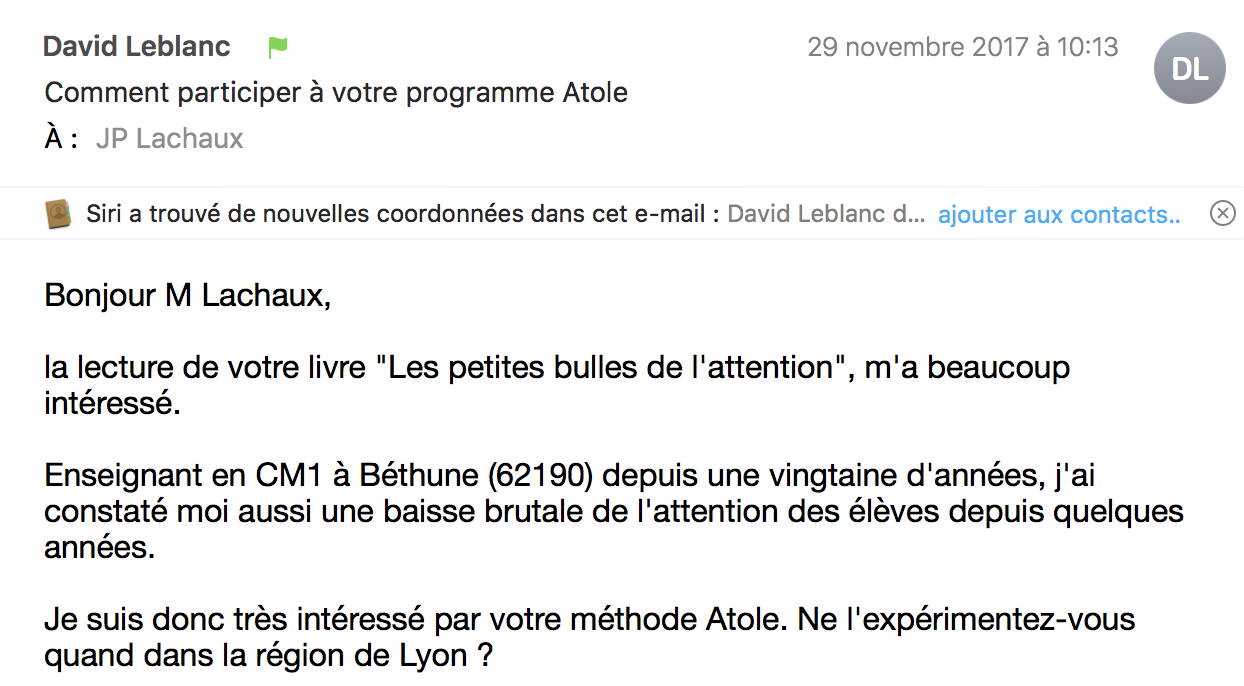 David Leblanc
29 novembre 2017 à 10:13
DL
Comment participer à votre programme Atole
À : JP Lachaux
Siri a trouvé de nouvelles coordonnées dans cet e-mail : David Leblanc d... ajouter aux contacts..
Bonjour M Lachaux,
la lecture de votre livre "Les petites bulles de l'attention", m'a beaucoup
intéressé.
Enseignant en CM1 à Béthune (62190) depuis une vingtaine d'années, j'ai
constaté moi aussi une baisse brutale de l'attention des élèves depuis quelques
années.
Je suis donc très intéressé par votre méthode Atole. Ne l'expérimentez-vous
quand dans la région de Lyon ?